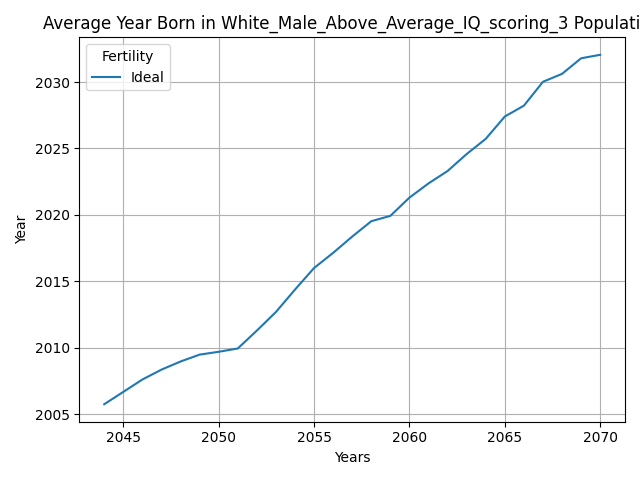 Average Year Born in White_Male_Above_Average_IQ_scoring_3 Populati
Fertility
Ideal
Year
2030
2025
2020
2015
2010
2005
2045 2050 2055 2060 2065 2070
Years